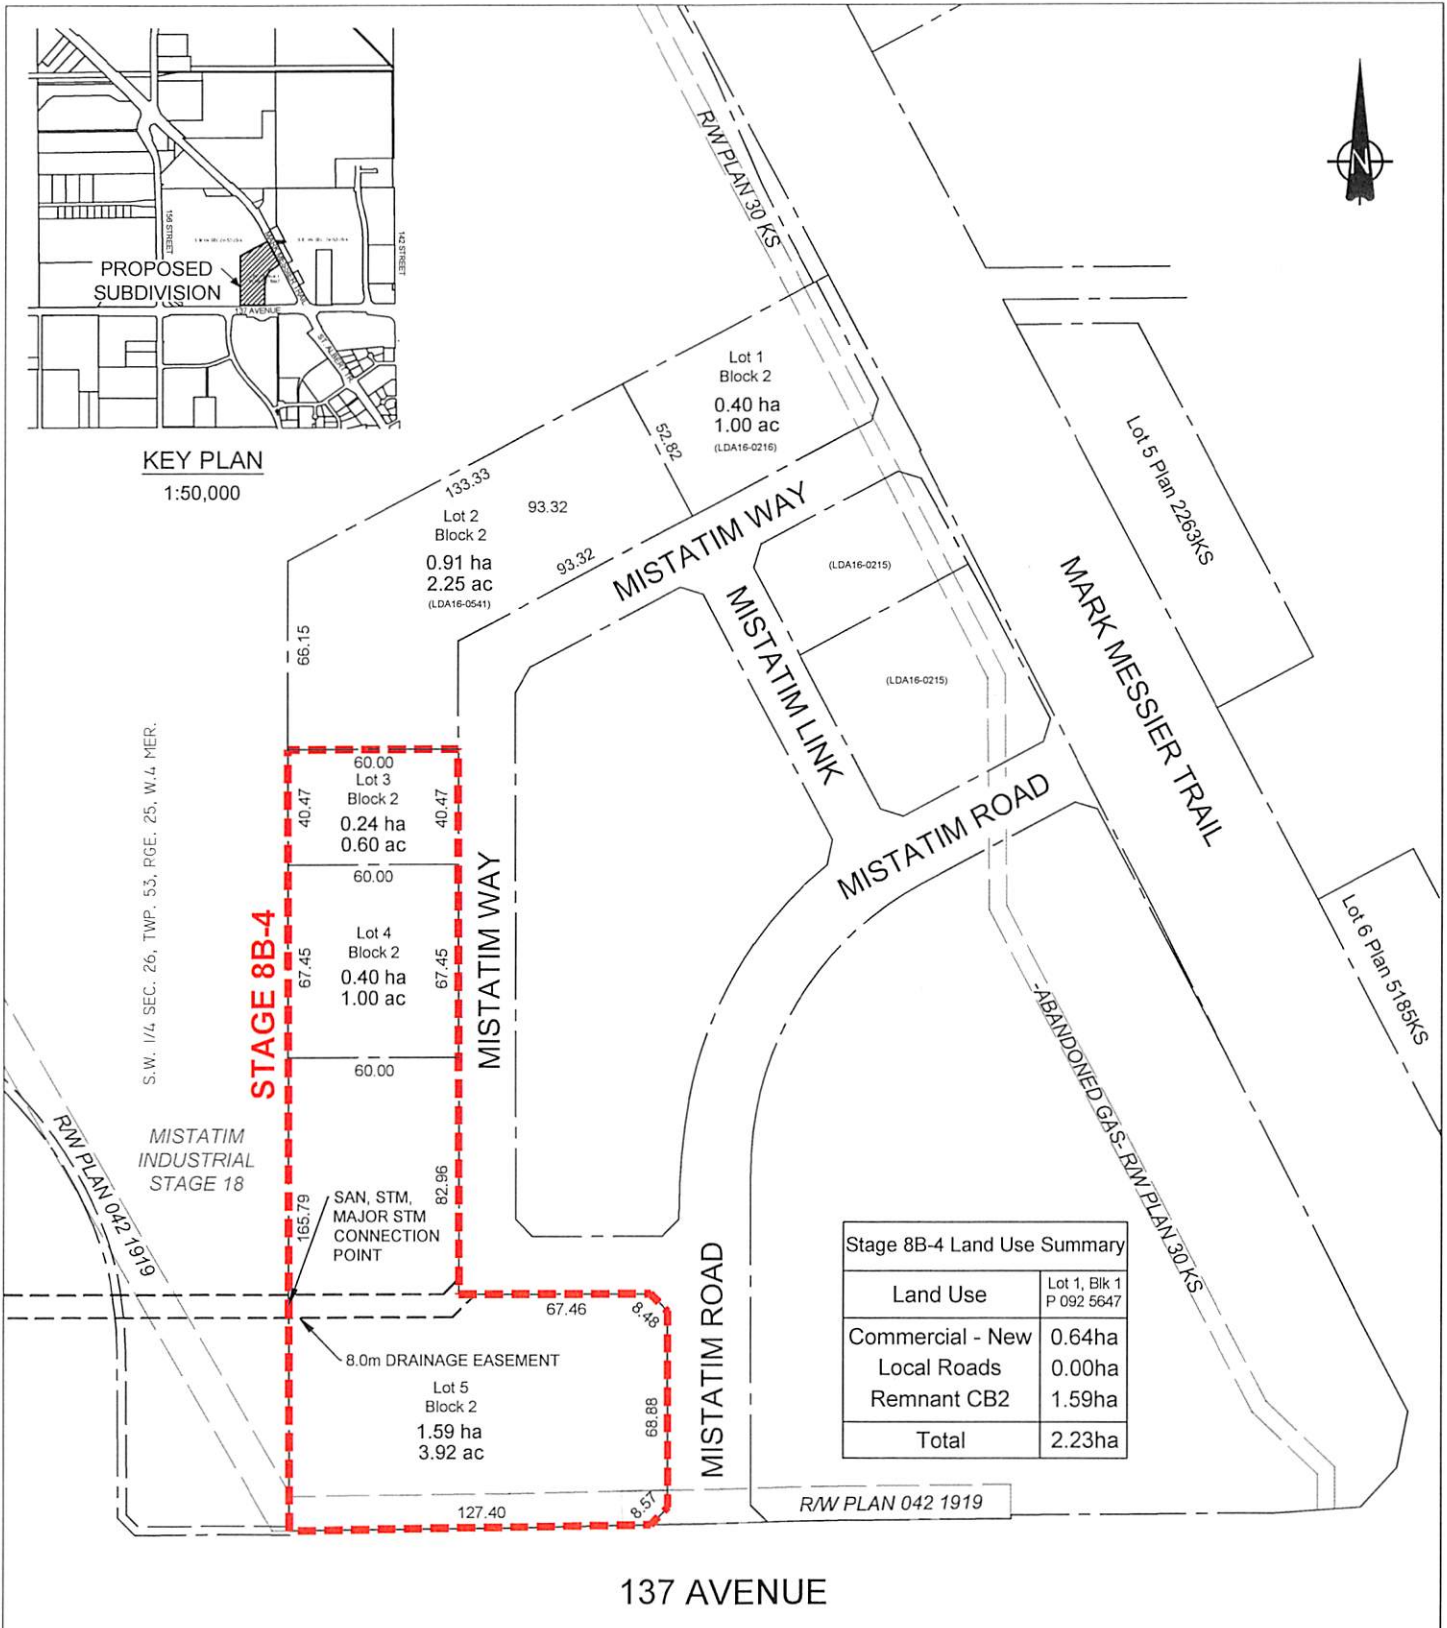 156 STREET
142 STREET
MARK MESSIER TRAIL
PROPOSED
SUBDIVISION
137 AVENUE
ST. ALBERT TR.
KEY PLAN
1:50,000
N
R/W PLAN 30 KS
Lot 1
Block 2
0.40 ha
1.00 ac
(LDA16-0216)
52.82
133.33
Lot 2
Block 2
93.32
0.91 ha
2.25 ac
(LDA16-0541)
93.32
66.15
MISTATIM WAY
MISTATIM LINK
(LDA16-0215)
(LDA16-0215)
Lot 5 Plan 2263KS
MARK MESSIER TRAIL
MISTATIM ROAD
Lot 6 Plan 5185KS
S.W. 1/4 SEC. 26, TWP. 53, RGE. 25, W.4 MER.
STAGE 8B-4
60.00
Lot 3
Block 2
0.24 ha
0.60 ac
40.47
40.47
60.00
Lot 4
Block 2
0.40 ha
1.00 ac
67.45
67.45
60.00
MISTATIM WAY
MISTATIM
INDUSTRIAL
STAGE 18
R/W PLAN 042 1919
165.79
82.96
SAN, STM,
MAJOR STM
CONNECTION
POINT
8.0m DRAINAGE EASEMENT
67.46
8.48
Lot 5
Block 2
1.59 ha
3.92 ac
68.88
127.40
8.57
MISTATIM ROAD
-ABANDONED GAS- R/W PLAN 30 KS
Stage 8B-4 Land Use Summary
Land Use Lot 1, Blk 1
P 092 5647
Commercial - New 0.64ha
Local Roads 0.00ha
Remnant CB2 1.59ha
Total 2.23ha
R/W PLAN 042 1919
137 AVENUE